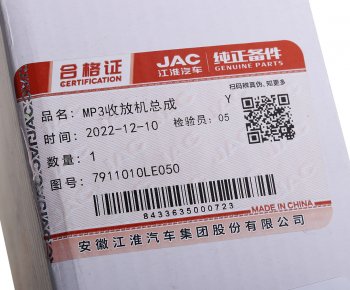 合格证
CERTIFICATION
JAC
江淮汽车
纯正备件
GENUINE PARTS
扫码辨真伪，知更多
品名：MP3收放机总成 Y
时间：2022-12-10 检验员：05
数量：1
图号：7911010LE050
8433635000723
MADE IN CHINA
安徽江淮汽车集团股份有限公司